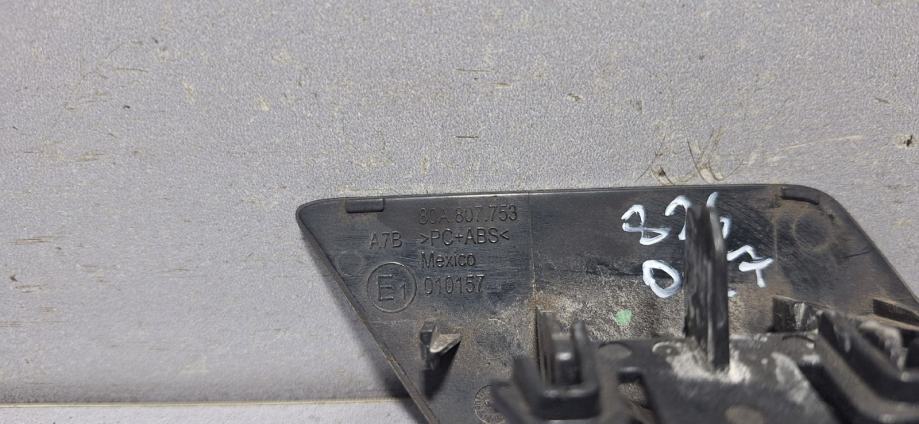 80A.807.753
A7B >PC+ABS<
Mexico
E1 010157